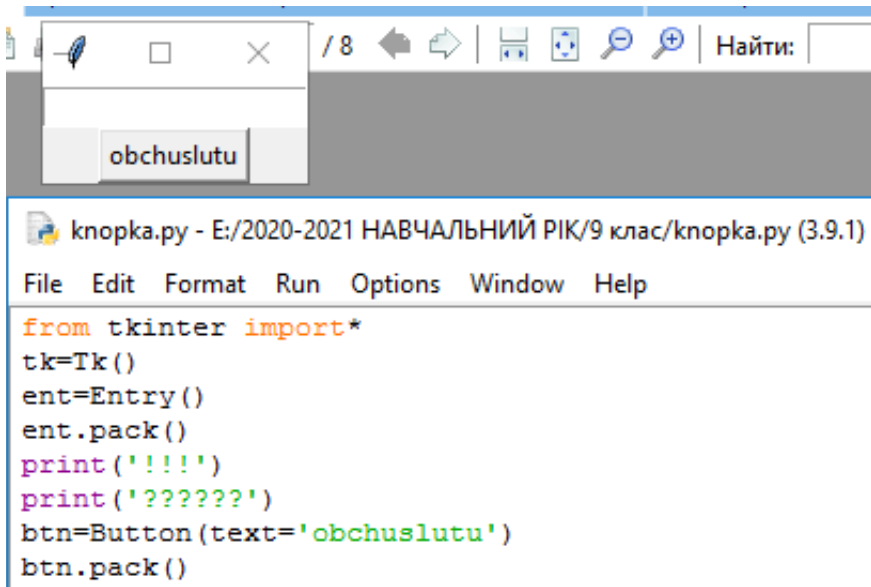 / 8 Найти:
obchuslutu
knopka.py - E:/2020-2021 НАВЧАЛЬНИЙ РІК/9 клас/knopka.py (3.9.1)
File Edit Format Run Options Window Help
from tkinter import*
tk=Tk()
ent=Entry()
ent.pack()
print('!!!')
print('??????')
btn=Button(text='obchuslutu')
btn.pack()